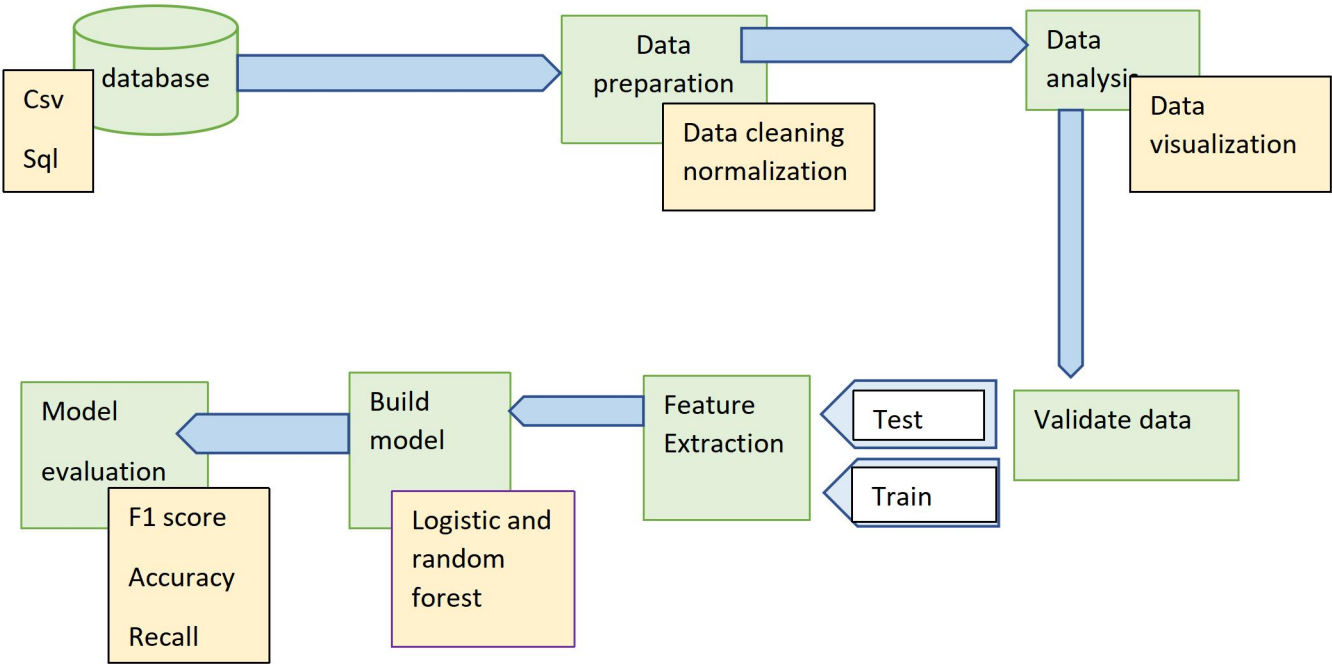 database
Csv
Sql
Data
preparation
Data cleaning
normalization
Data
analysis
Data
visualization
Validate data
Test
Train
Feature
Extraction
Build
model
Logistic and
random
forest
Model
evaluation
F1 score
Accuracy
Recall